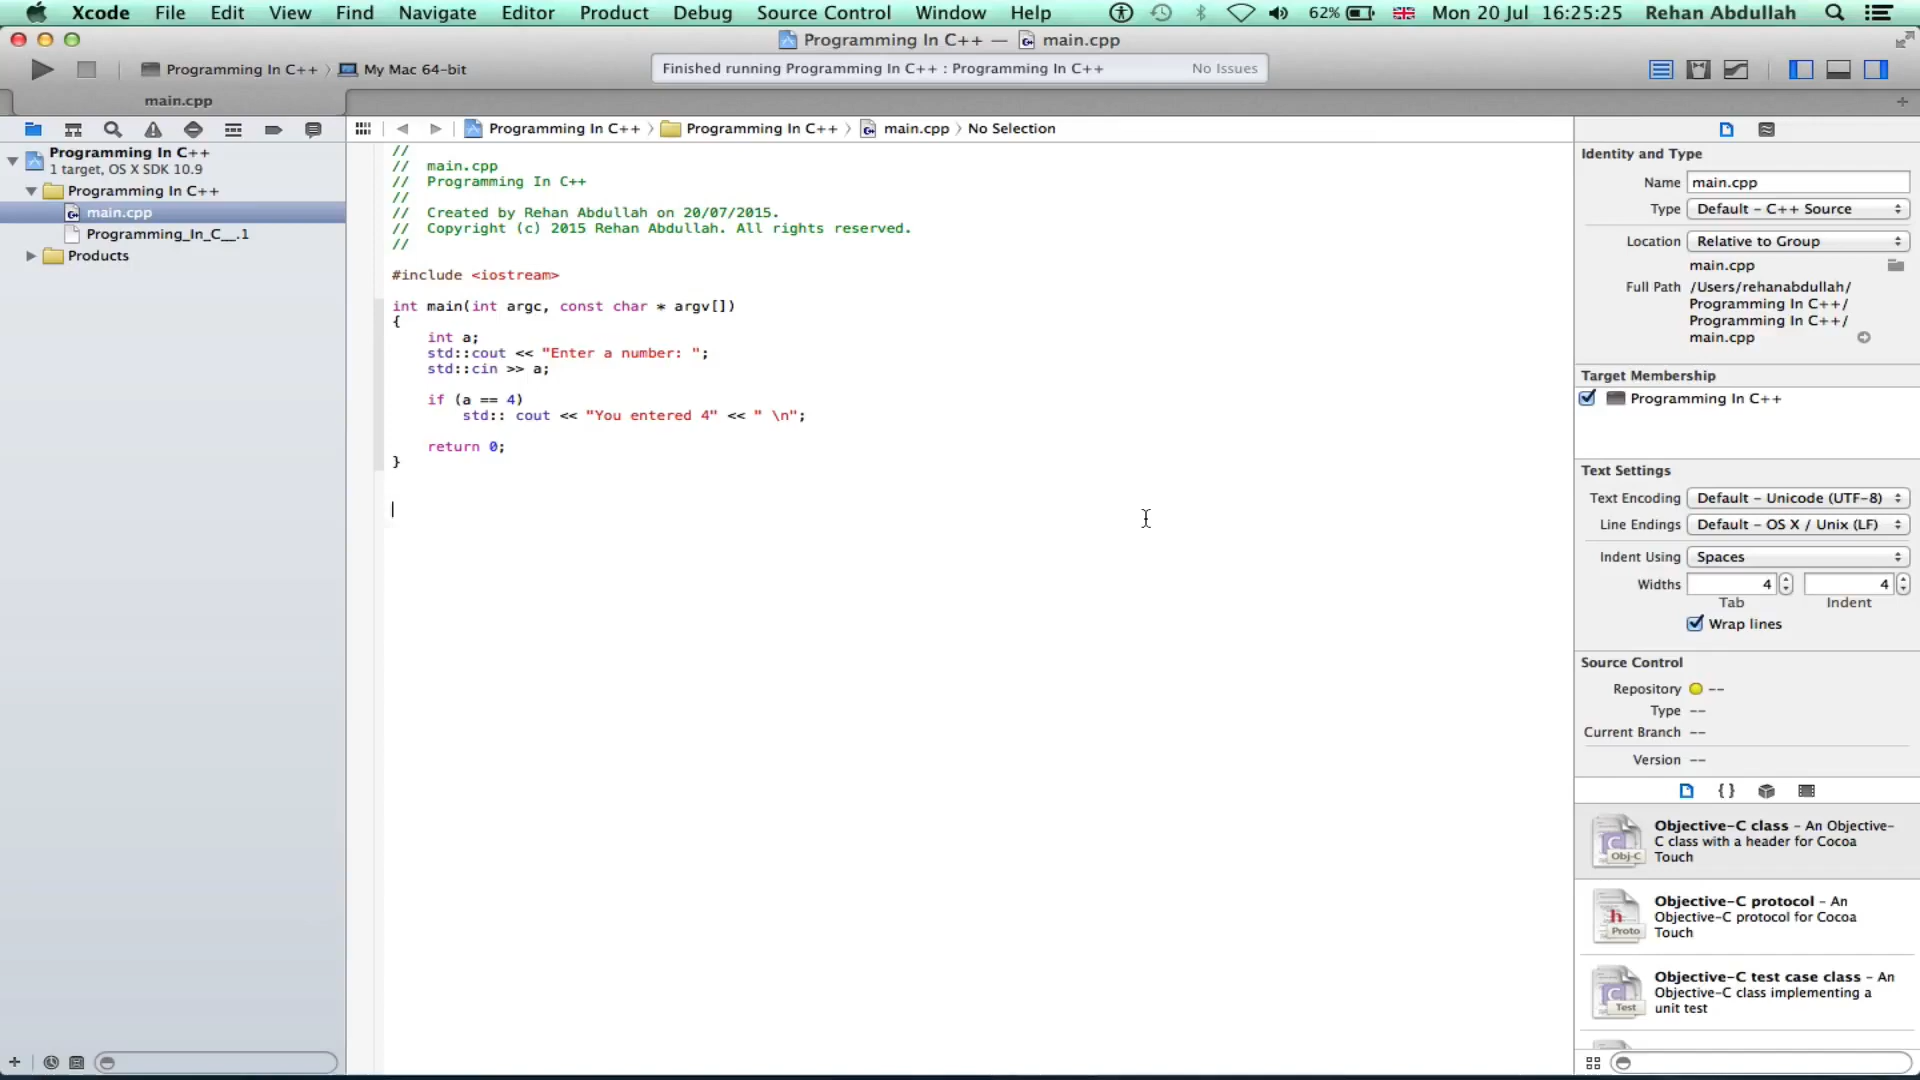 Xcode File Edit View Find Navigate Editor Product Debug Source Control Window Help 62% Mon 20 Jul 16:25:25 Rehan Abdullah
Programming In C++ — main.cpp
Programming In C++ My Mac 64-bit
Finished running Programming In C++ : Programming In C++ No Issues
main.cpp
Programming In C++ Programming In C++ main.cpp No Selection
Programming In C++
1 target, OS X SDK 10.9
Programming In C++
main.cpp
Programming_In_C__.1
Products
//
// main.cpp
// Programming In C++
//
// Created by Rehan Abdullah on 20/07/2015.
// Copyright (c) 2015 Rehan Abdullah. All rights reserved.
//
#include <iostream>
int main(int argc, const char * argv[])
{
int a;
std::cout << "Enter a number: ";
std::cin >> a;
if (a == 4)
std:: cout << "You entered 4" << " \n";
return 0;
}
Identity and Type
Name main.cpp
Type Default - C++ Source
Location Relative to Group
main.cpp
Full Path /Users/rehanabdullah/
Programming In C++/
Programming In C++/
main.cpp
Target Membership
Programming In C++
Text Settings
Text Encoding Default - Unicode (UTF-8)
Line Endings Default - OS X / Unix (LF)
Indent Using Spaces
Widths 4 4
Tab Indent
Wrap lines
Source Control
Repository --
Type --
Current Branch --
Version --
{ }
Objective-C class - An Objective-
C class with a header for Cocoa
Touch
Obj-C
Objective-C protocol - An
Objective-C protocol for Cocoa
Touch
h
Proto
Objective-C test case class - An
Objective-C class implementing a
unit test
Test